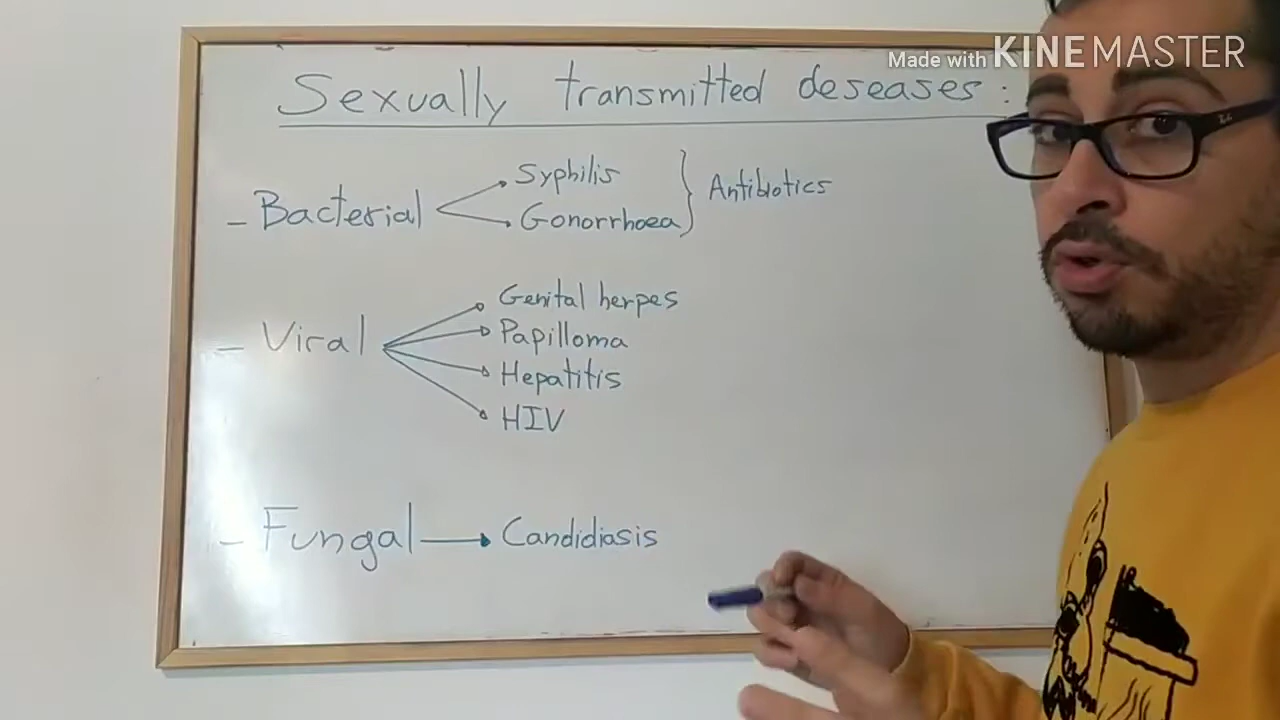 Made with KINEMASTER
Sexually transmitted deseases :
- Bacterial
Syphilis
Gonorrhoea
Antibiotics
- Viral
Genital herpes
Papilloma
Hepatitis
HIV
- Fungal
Candidiasis